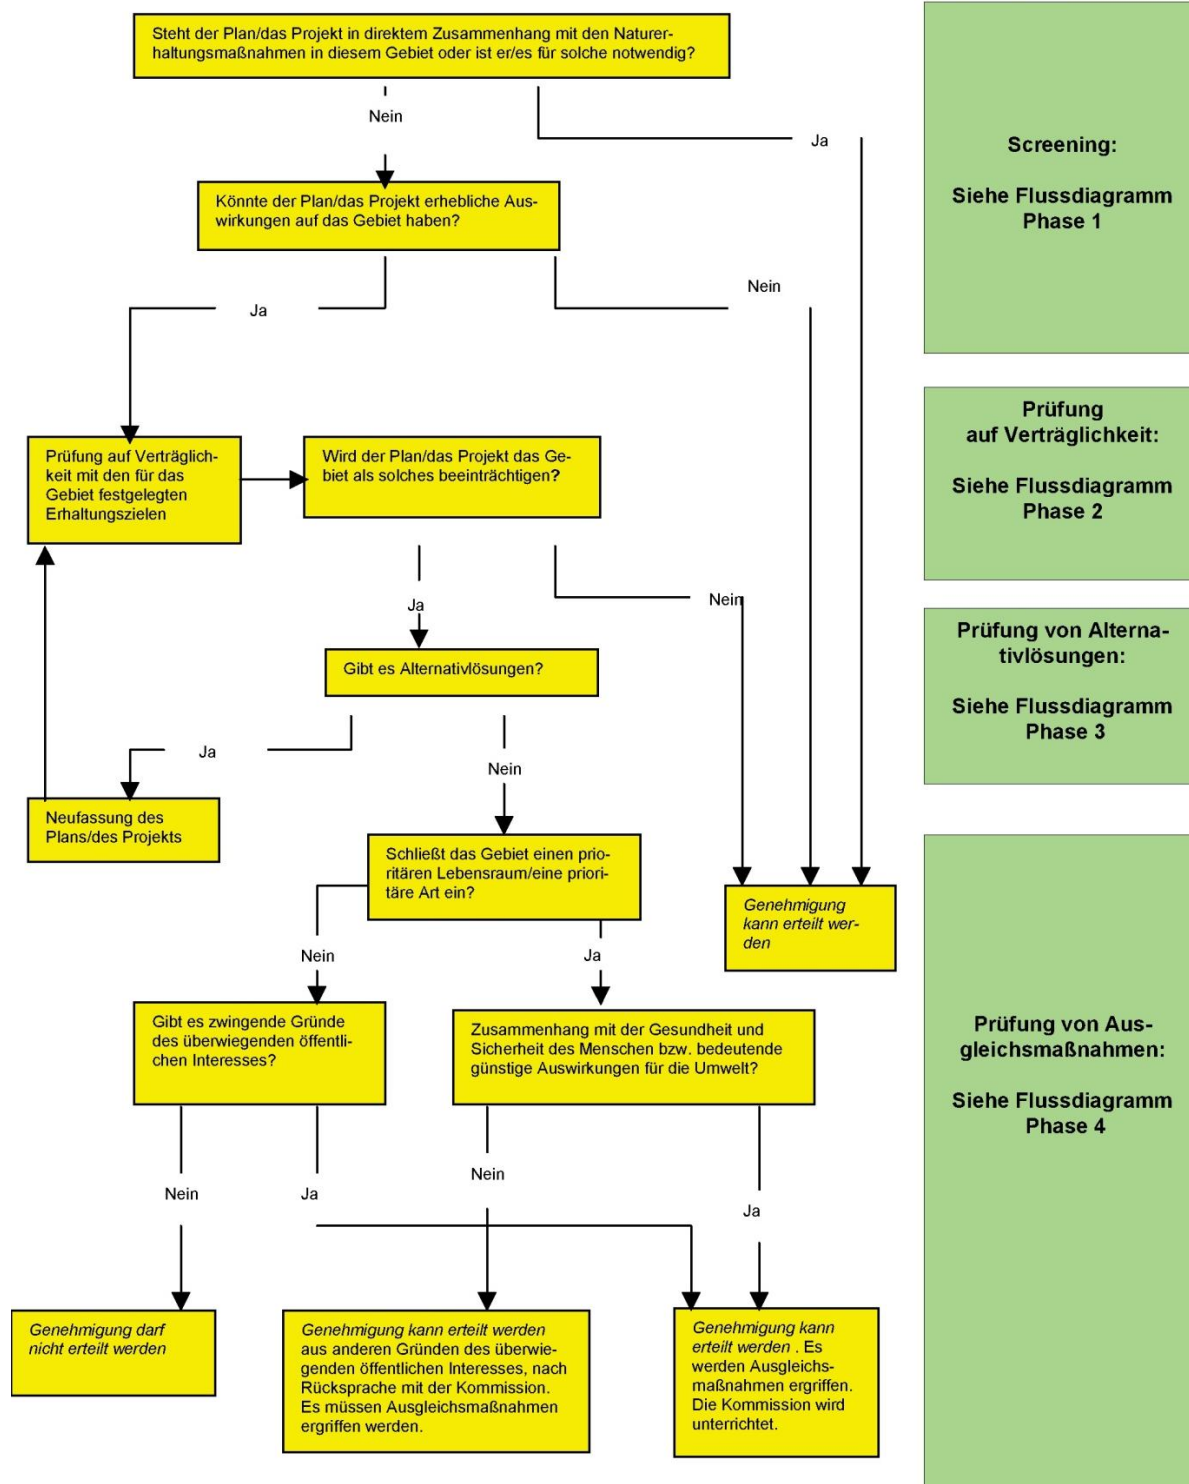 Steht der Plan/das Projekt in direktem Zusammenhang mit den Naturer-
haltungsmaßnahmen in diesem Gebiet oder ist er/es für solche notwendig?
Nein
Ja
Könnte der Plan/das Projekt erhebliche Aus-
wirkungen auf das Gebiet haben?
Ja
Nein
Screening:
Siehe Flussdiagramm
Phase 1
Prüfung auf Verträglich-
keit mit den für das
Gebiet festgelegten
Erhaltungszielen
Wird der Plan/das Projekt das Ge-
biet als solches beeinträchtigen?
Ja
Nein
Prüfung
auf Verträglichkeit:
Siehe Flussdiagramm
Phase 2
Gibt es Alternativlösungen?
Ja
Nein
Neufassung des
Plans/des Projekts
Prüfung von Alterna-
tivlösungen:
Siehe Flussdiagramm
Phase 3
Schließt das Gebiet einen prio-
ritären Lebensraum/eine priori-
täre Art ein?
Genehmigung
kann erteilt wer-
den
Nein
Ja
Gibt es zwingende Gründe
des überwiegenden öffentli-
chen Interesses?
Zusammenhang mit der Gesundheit und
Sicherheit des Menschen bzw. bedeutende
günstige Auswirkungen für die Umwelt?
Prüfung von Aus-
gleichsmaßnahmen:
Siehe Flussdiagramm
Phase 4
Nein
Ja
Nein
Ja
Genehmigung darf
nicht erteilt werden
Genehmigung kann erteilt werden
aus anderen Gründen des überwie-
genden öffentlichen Interesses, nach
Rücksprache mit der Kommission.
Es müssen Ausgleichsmaßnahmen
ergriffen werden.
Genehmigung kann
erteilt werden . Es
werden Ausgleichs-
maßnahmen ergriffen.
Die Kommission wird
unterrichtet.